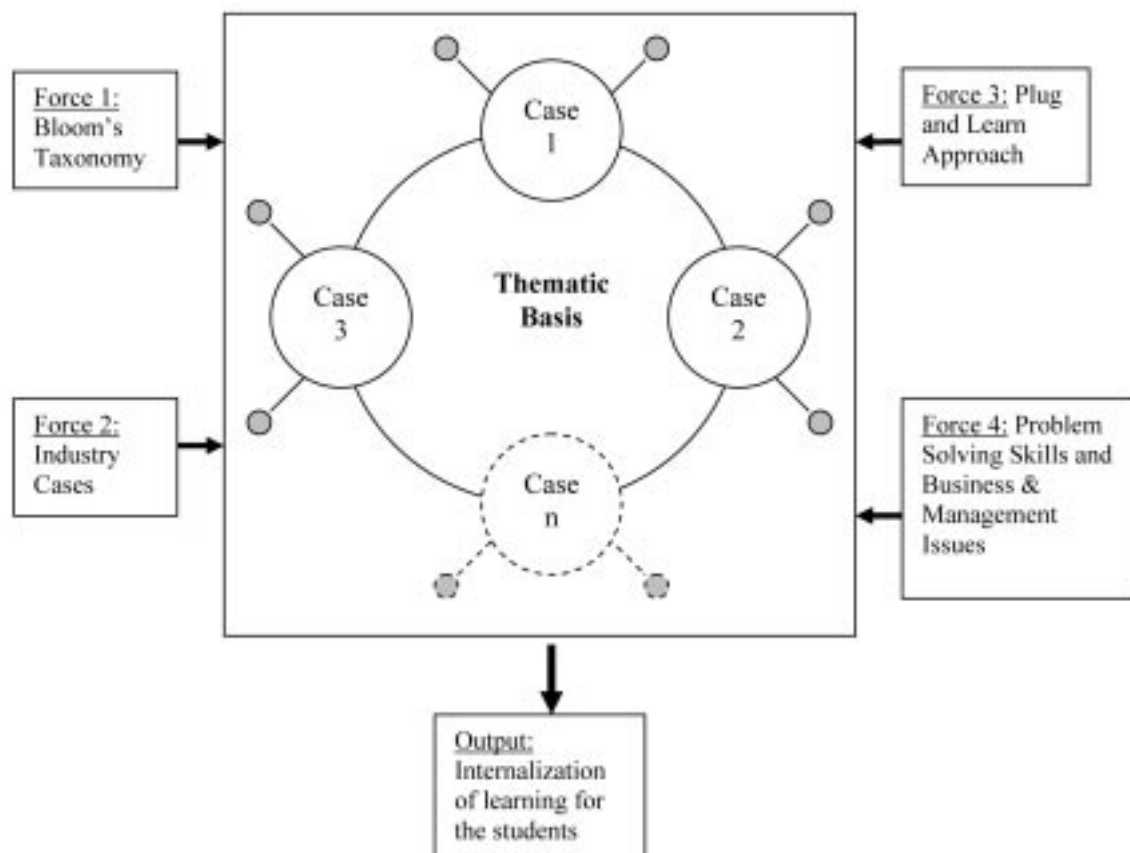 Force 1:
Bloom's
Taxonomy
Case
1
Force 3: Plug
and Learn
Approach
Case
3
Thematic
Basis
Case
2
Force 2:
Industry
Cases
Case
n
Force 4: Problem
Solving Skills and
Business &
Management
Issues
Output:
Internalization
of learning for
the students